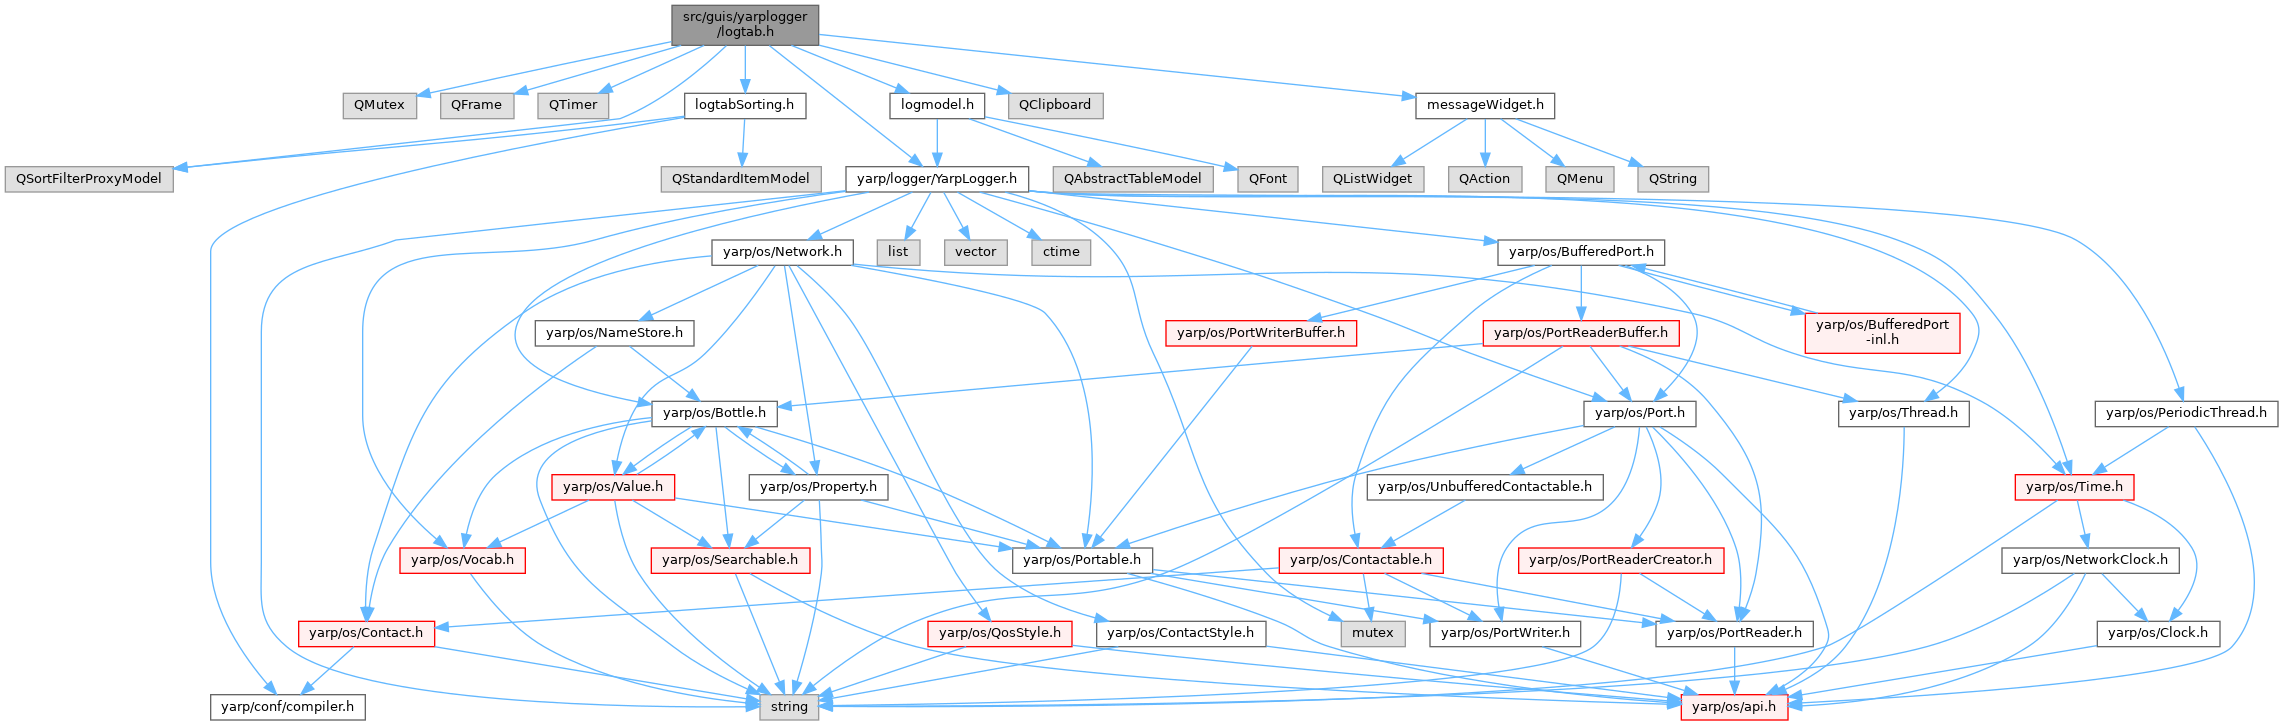 src/guis/yarplogger
/logtab.h
QMutex
QFrame
QTimer
logtabSorting.h
logmodel.h
QClipboard
messageWidget.h
QSortFilterProxyModel
QStandardItemModel
yarp/logger/YarpLogger.h
QAbstractTableModel
QFont
QListWidget
QAction
QMenu
QString
yarp/os/Network.h
list
vector
ctime
yarp/os/BufferedPort.h
yarp/os/NameStore.h
yarp/os/PortWriterBuffer.h
yarp/os/PortReaderBuffer.h
yarp/os/BufferedPort
-inl.h
yarp/os/Bottle.h
yarp/os/Port.h
yarp/os/Thread.h
yarp/os/PeriodicThread.h
yarp/os/Value.h
yarp/os/Property.h
yarp/os/UnbufferedContactable.h
yarp/os/Time.h
yarp/os/Vocab.h
yarp/os/Searchable.h
yarp/os/Portable.h
yarp/os/Contactable.h
yarp/os/PortReaderCreator.h
yarp/os/NetworkClock.h
yarp/os/Contact.h
yarp/os/QosStyle.h
yarp/os/ContactStyle.h
mutex
yarp/os/PortWriter.h
yarp/os/PortReader.h
yarp/os/Clock.h
yarp/conf/compiler.h
string
yarp/os/api.h